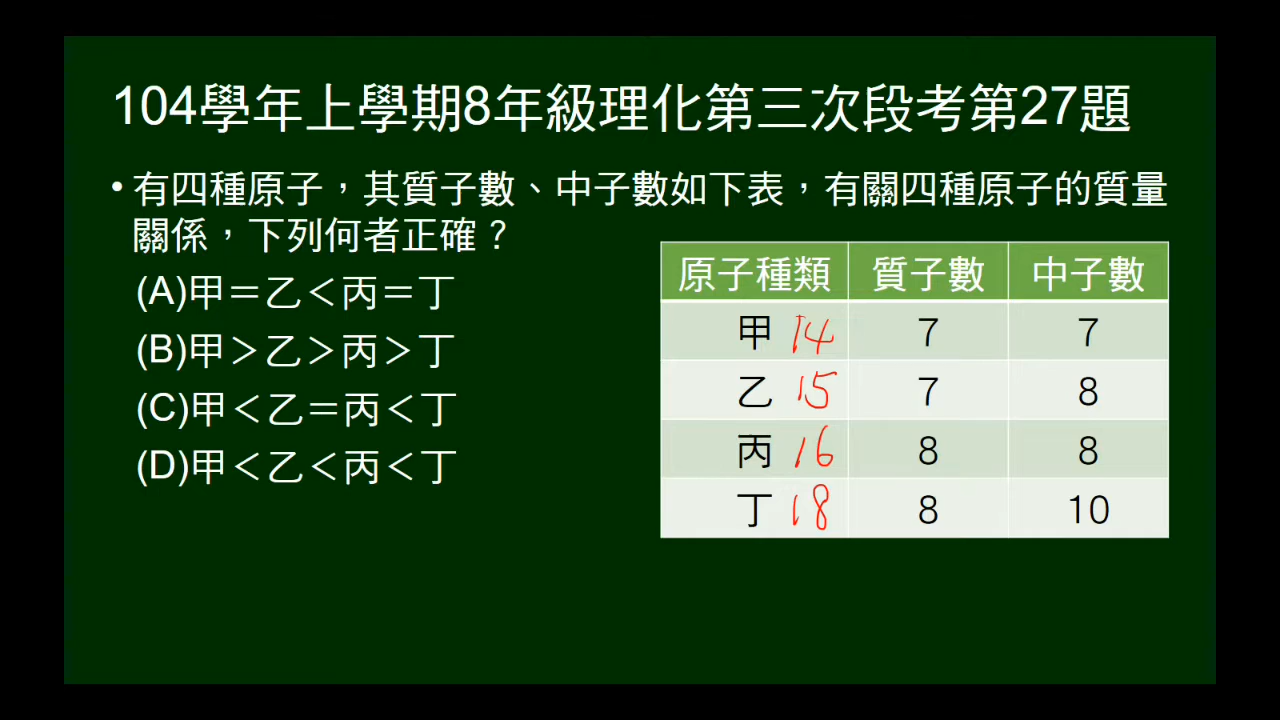 104學年上學期8年級理化第三次段考第27題
•有四種原子，其質子數、中子數如下表，有關四種原子的質量
關係，下列何者正確？
(A)甲＝乙＜丙＝丁
(B)甲＞乙＞丙＞丁
(C)甲＜乙＝丙＜丁
(D)甲＜乙＜丙＜丁
原子種類 質子數 中子數
甲 14 7 7
乙 15 7 8
丙 16 8 8
丁 18 8 10